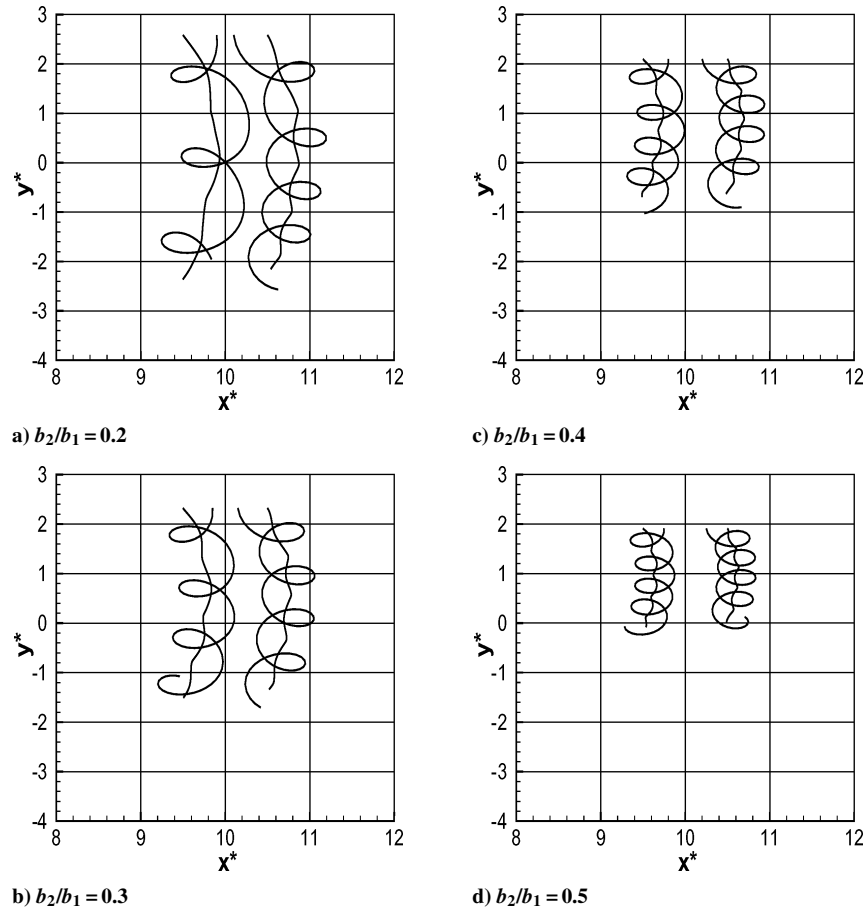 3
2
1
0
-1
-2
-3
-4
y*
8 9 10 11 12
x*
a) b₂/b₁ = 0.2
3
2
1
0
-1
-2
-3
-4
y*
8 9 10 11 12
x*
c) b₂/b₁ = 0.4
3
2
1
0
-1
-2
-3
-4
y*
8 9 10 11 12
x*
b) b₂/b₁ = 0.3
3
2
1
0
-1
-2
-3
-4
y*
8 9 10 11 12
x*
d) b₂/b₁ = 0.5